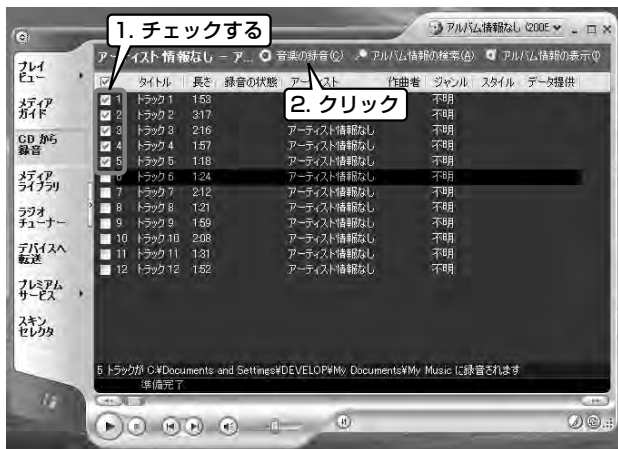 1. チェックする
アルバム情報なし (200E
アーティスト情報なし - ア... 音楽の録音(C) アルバム情報の検索(A) アルバム情報の表示(I)
タイトル 長さ 録音の状態 アーティスト 作曲者 ジャンル スタイル データ提供
2. クリック
1 トラック 1 1:53 不明
2 トラック 2 3:17 不明
3 トラック 3 2:16 アーティスト情報なし 不明
4 トラック 4 1:57 アーティスト情報なし 不明
5 トラック 5 1:18 アーティスト情報なし 不明
6 トラック 6 1:24 アーティスト情報なし 不明
7 トラック 7 2:12 アーティスト情報なし 不明
8 トラック 8 1:21 アーティスト情報なし 不明
9 トラック 9 1:59 アーティスト情報なし 不明
10 トラック 10 2:08 アーティスト情報なし 不明
11 トラック 11 1:31 アーティスト情報なし 不明
12 トラック 12 1:52 アーティスト情報なし 不明
プレイ
ビュー
メディア
ガイド
CD から
録音
メディア
ライブラリ
ラジオ
チューナー
デバイスへ
転送
プレミアム
サービス
スキン
セレクタ
5 トラックが C:¥Documents and Settings¥DEVELOP¥My Documents¥My Music に録音されます
準備完了